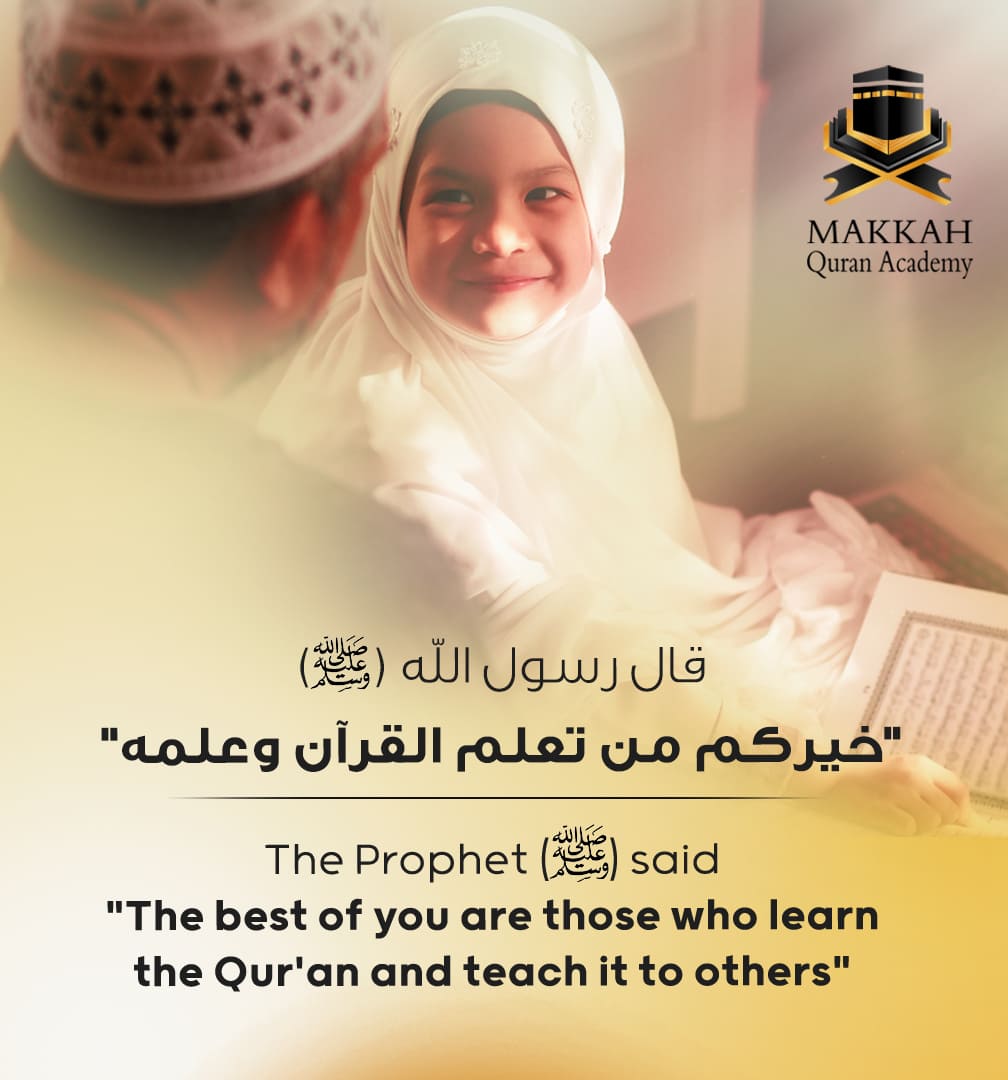 MAKKAH
Quran Academy
قال رسول الله (ﷺ)
"خيركم من تعلم القرآن وعلمه"
The Prophet (ﷺ) said
"The best of you are those who learn
the Qur'an and teach it to others"